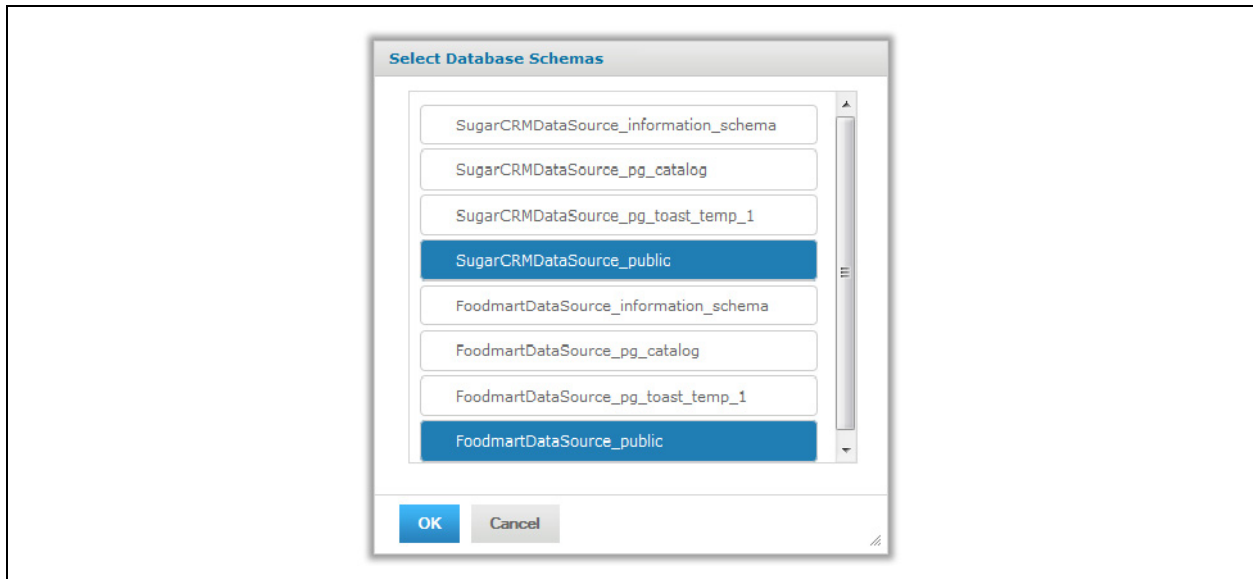 Select Database Schemas
SugarCRMDataSource_information_schema
SugarCRMDataSource_pg_catalog
SugarCRMDataSource_pg_toast_temp_1
SugarCRMDataSource_public
FoodmartDataSource_information_schema
FoodmartDataSource_pg_catalog
FoodmartDataSource_pg_toast_temp_1
FoodmartDataSource_public
OK Cancel